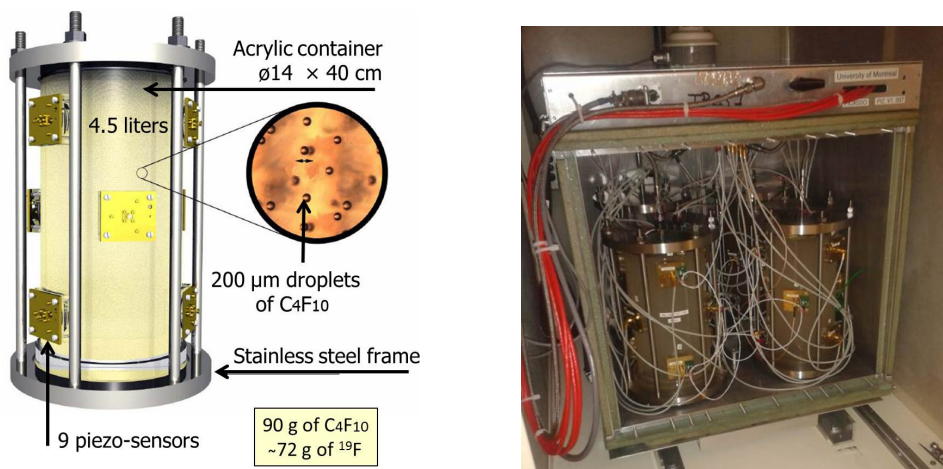 Acrylic container
ø14 × 40 cm
4.5 liters
200 µm droplets
of C4F10
Stainless steel frame
9 piezo-sensors
90 g of C4F10
~72 g of 19F
University of Montreal
PICASSO